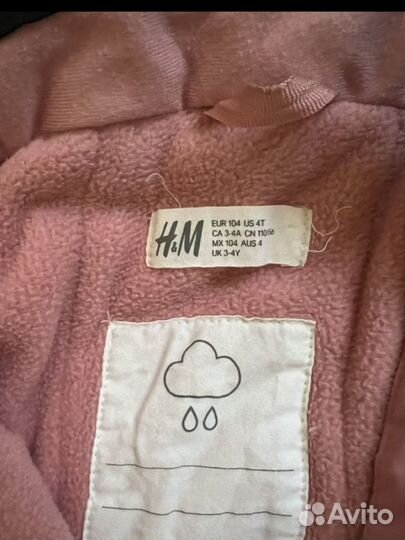 H&M
EUR 104 US 4T
CA 3-4A CN 110/56
MX 104 AUS 4
UK 3-4Y
Avito